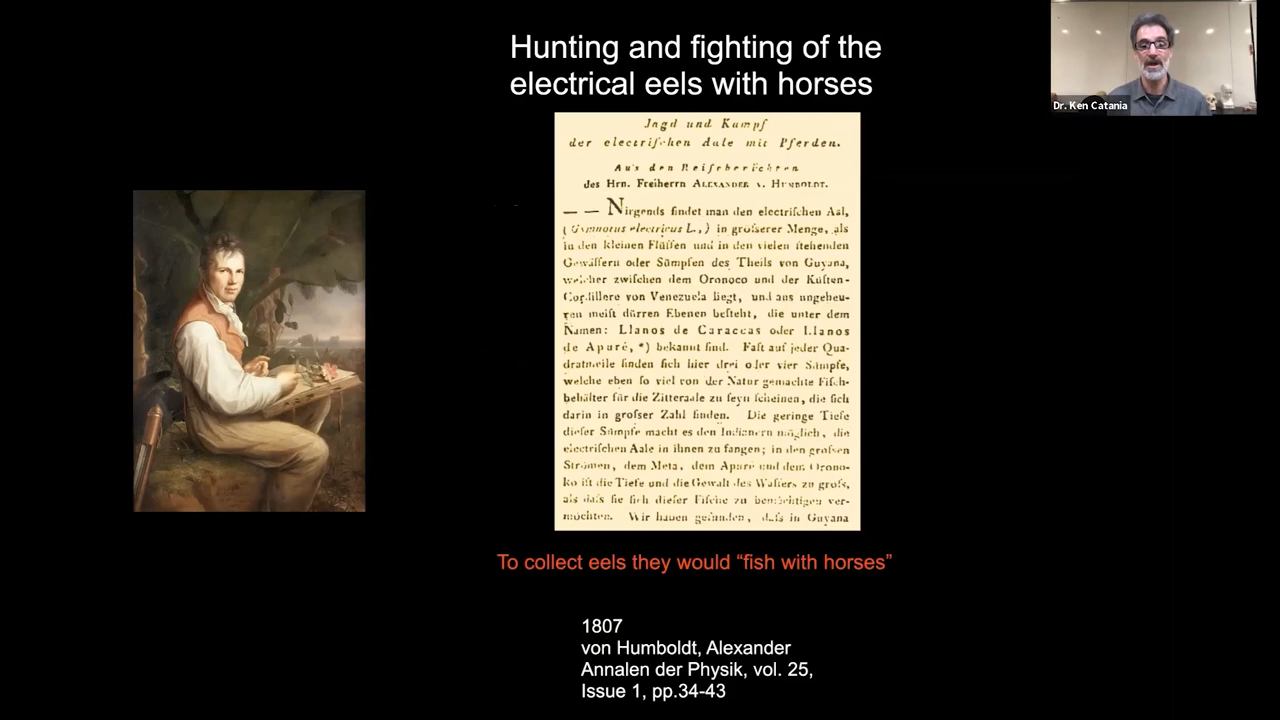 Hunting and fighting of the
electrical eels with horses
Dr. Ken Catania
Jagd und Kampf
der electriſchen Aale mit Pferden.
Aus den Reiſeberichten
des Hrn. Freiherrn ALEXANDER v. HUMBOLDT.
— — Nirgends findet man den electriſchen Aal,
(Gymnotus electricus L.,) in groſserer Menge, als
in den kleinen Flüſſen und in den vielen ſtehenden
Gewäſſern oder Sümpfen des Theils von Guyana,
welcher zwiſchen dem Oronoco und der Küſten-
Cordillere von Venezuela liegt, und aus ungeheu-
ren meiſt dürren Ebenen beſteht, die unter dem
Namen: Llanos de Caraccas oder Llanos
de Apuré, *) bekannt ſind. Faſt auf jeder Qua-
dratmeile finden ſich hier drei oder vier Sümpfe,
welche eben ſo viel von der Natur gemachte Fiſch-
behälter für die Zitteraale zu ſeyn ſcheinen, die ſich
darin in groſser Zahl finden. Die geringe Tiefe
dieſer Sümpfe macht es den Indianern möglich, die
electriſchen Aale in ihnen zu fangen; in den groſsen
Strömen, dem Meta, dem Apuré und dem Orono-
ko iſt die Tiefe und die Gewalt des Waſſers zu groſs,
als daſs ſie ſich dieſer Fiſche zu bemächtigen ver-
möchten. Wir haben gefunden, daſs in Guyana
To collect eels they would “fish with horses”
1807
von Humboldt, Alexander
Annalen der Physik, vol. 25,
Issue 1, pp.34-43